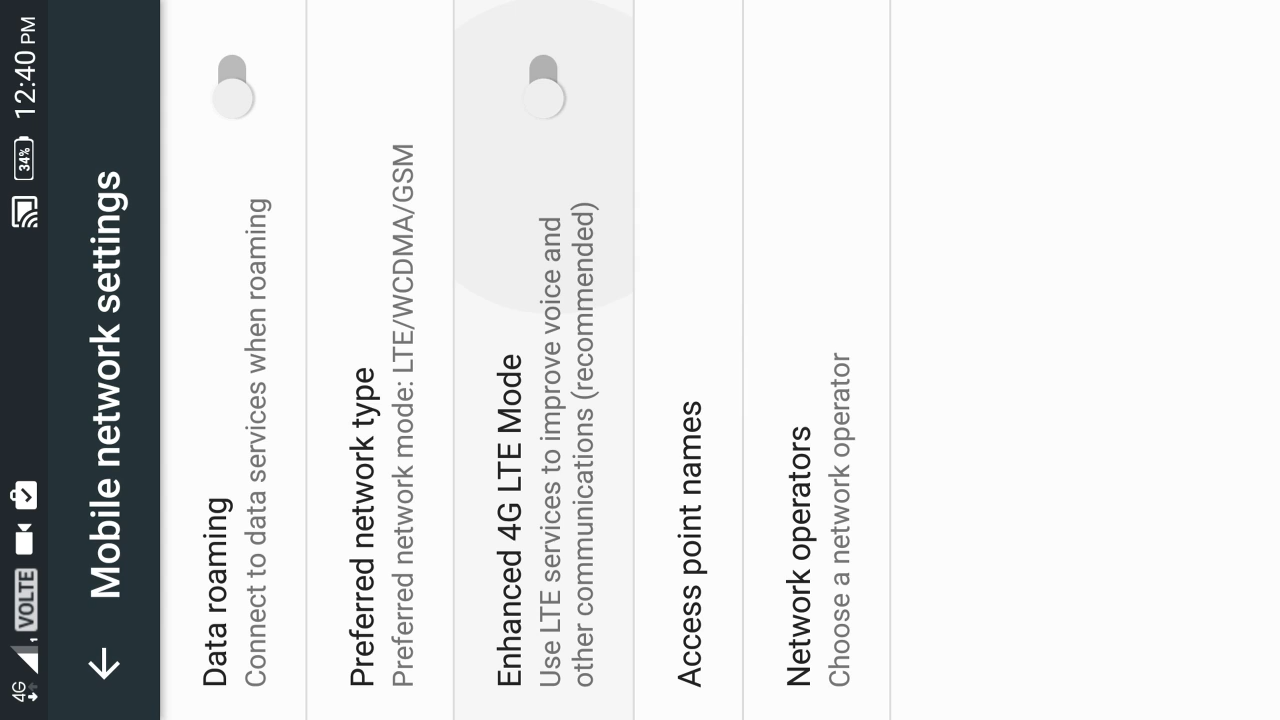 4G 1 VOLTE 34% 12:40 PM
Mobile network settings
Data roaming
Connect to data services when roaming
Preferred network type
Preferred network mode: LTE/WCDMA/GSM
Enhanced 4G LTE Mode
Use LTE services to improve voice and
other communications (recommended)
Access point names
Network operators
Choose a network operator